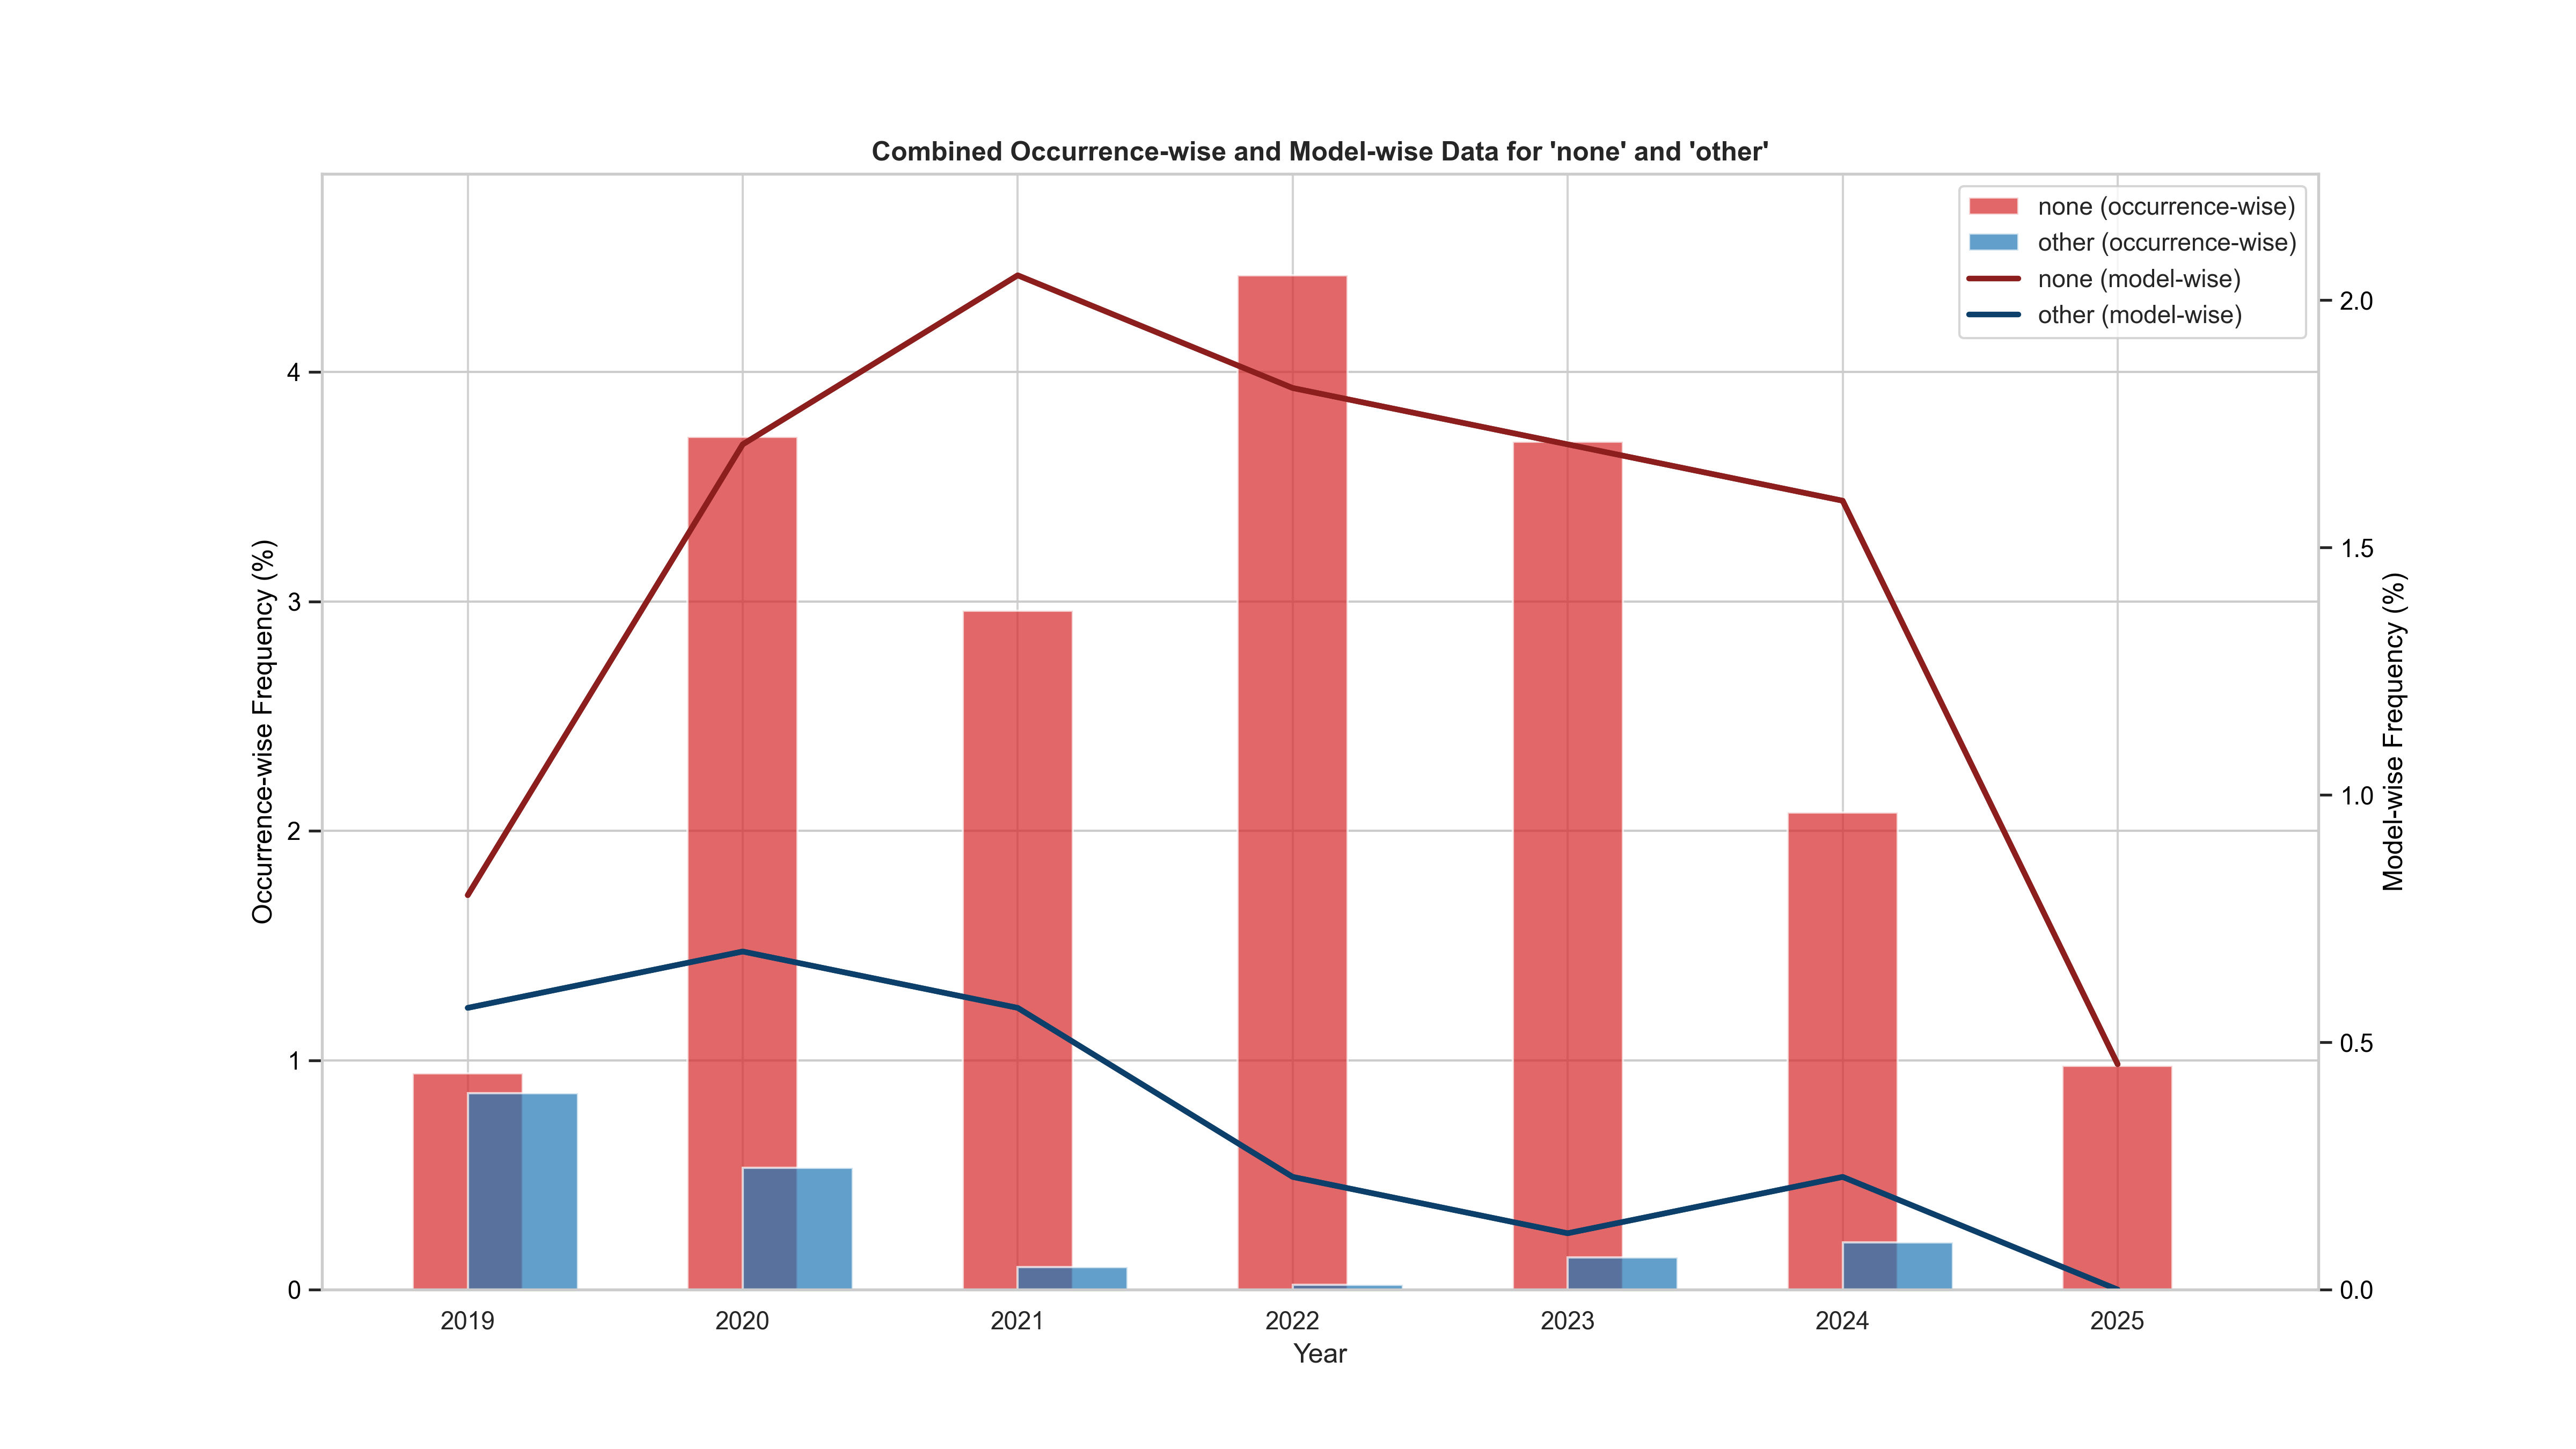 Combined Occurrence-wise and Model-wise Data for 'none' and 'other'
none (occurrence-wise)
other (occurrence-wise)
none (model-wise)
other (model-wise)
Occurrence-wise Frequency (%)
4
3
2
1
0
2.0
1.5
1.0
0.5
0.0
Model-wise Frequency (%)
2019 2020 2021 2022 2023 2024 2025
Year